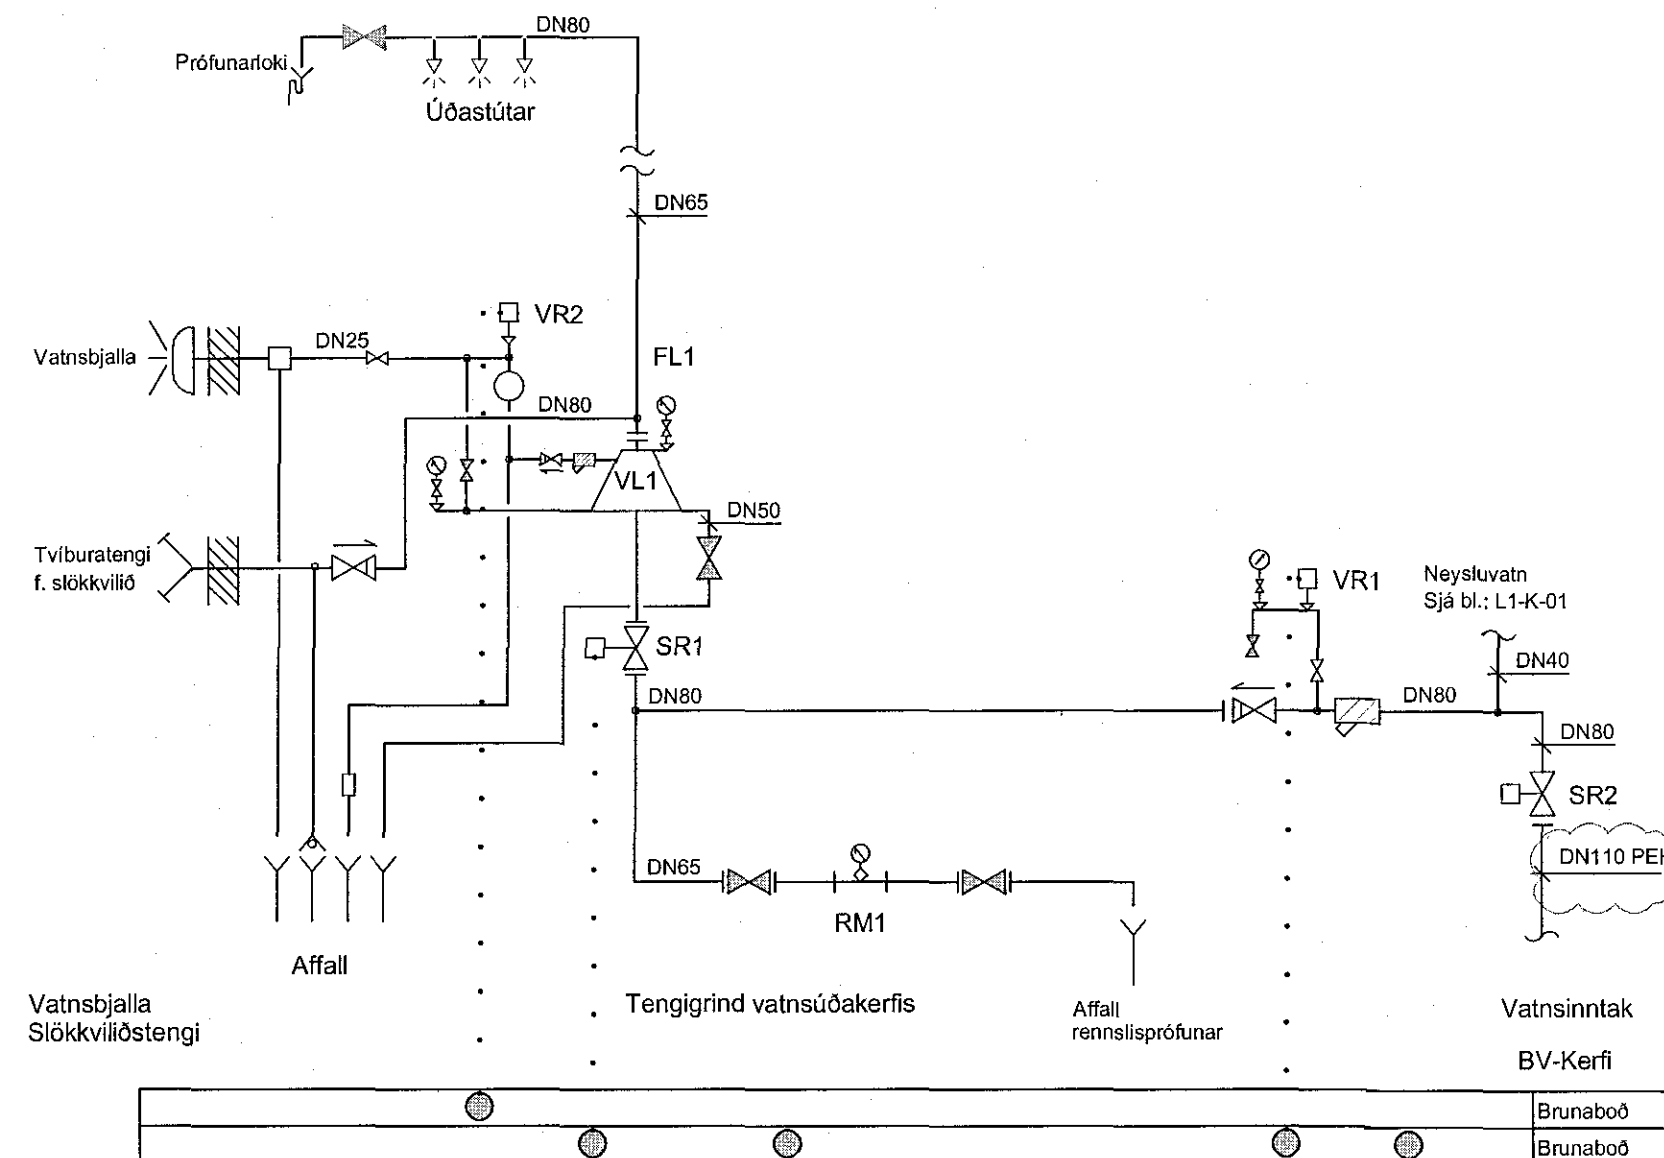 DN80
Prófunarloki
Úðastútar
DN65
VR2
DN25
Vatnsbjalla
FL1
DN80
VL1
DN50
Tvíburatengi
f. slökkvilið
SR1
VR1
Neysluvatn
Sjá bl.: L1-K-01
DN40
DN80
DN80
DN80
SR2
DN110 PEH
DN65
RM1
Affall
Vatnsbjalla
Slökkviliðstengi
Tengigrind vatnsúðakerfis
Affall
rennslisprófunar
Vatnsinntak
BV-Kerfi
Brunaboð
Brunaboð